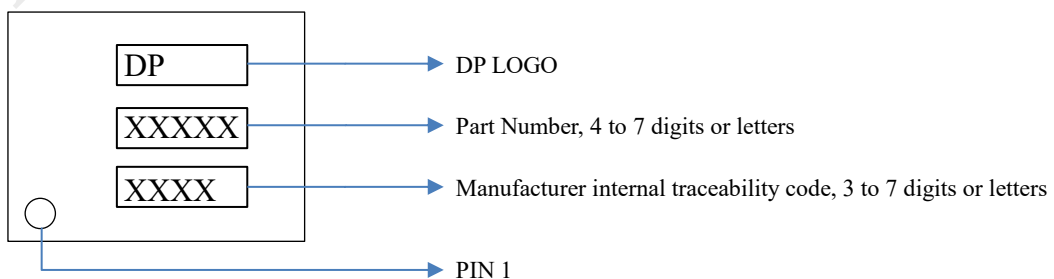 DP
DP LOGO
XXXXX
Part Number, 4 to 7 digits or letters
XXXX
Manufacturer internal traceability code, 3 to 7 digits or letters
PIN 1